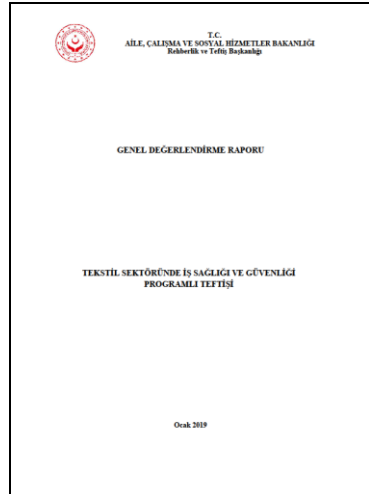 T.C.
AİLE, ÇALIŞMA VE SOSYAL HİZMETLER BAKANLIĞI
Rehberlik ve Teftiş Başkanlığı
GENEL DEĞERLENDİRME RAPORU
TEKSTİL SEKTÖRÜNDE İŞ SAĞLIĞI VE GÜVENLİĞİ
PROGRAMLI TEFTİŞİ
Ocak 2019